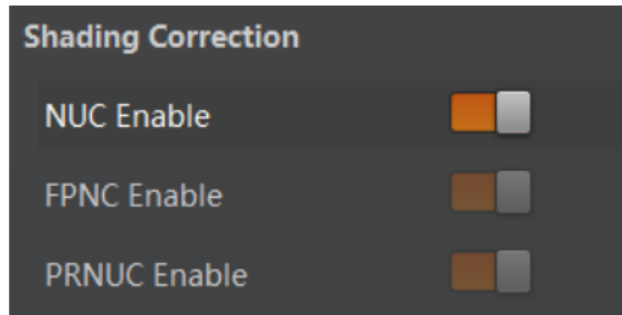 Shading Correction
NUC Enable
FPNC Enable
PRNUC Enable